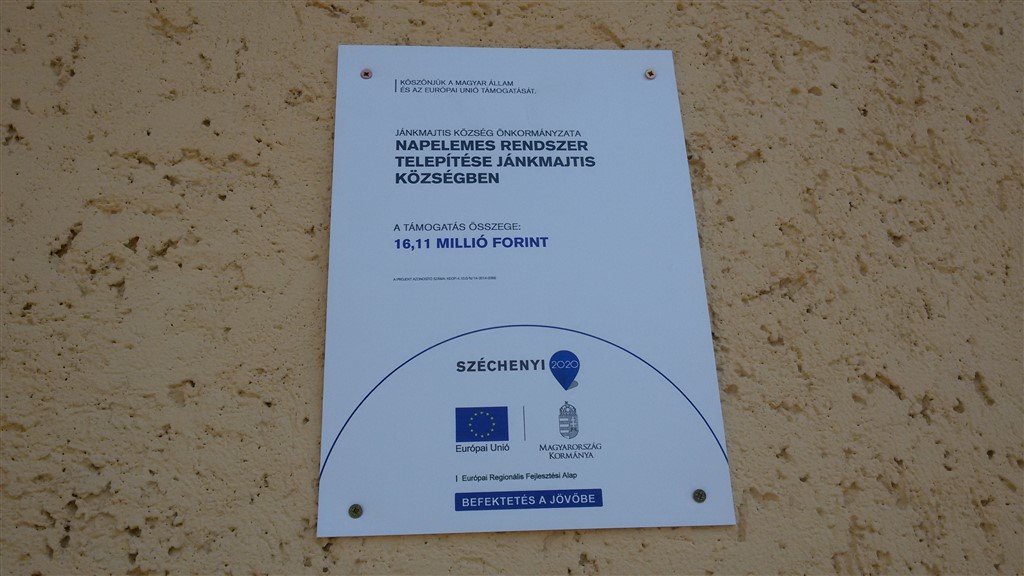 KÖSZÖNJÜK A MAGYAR ÁLLAM
ÉS AZ EURÓPAI UNIÓ TÁMOGATÁSÁT.
JÁNKMAJTIS KÖZSÉG ÖNKORMÁNYZATA
NAPELEMES RENDSZER
TELEPÍTÉSE JÁNKMAJTIS
KÖZSÉGBEN
A TÁMOGATÁS ÖSSZEGE:
16,11 MILLIÓ FORINT
A PROJEKT
SZÉCHENYI 2020
Európai Unió
MAGYARORSZÁG
KORMÁNYA
Európai Regionális Fejlesztési Alap
BEFEKTETÉS A JÖVŐBE